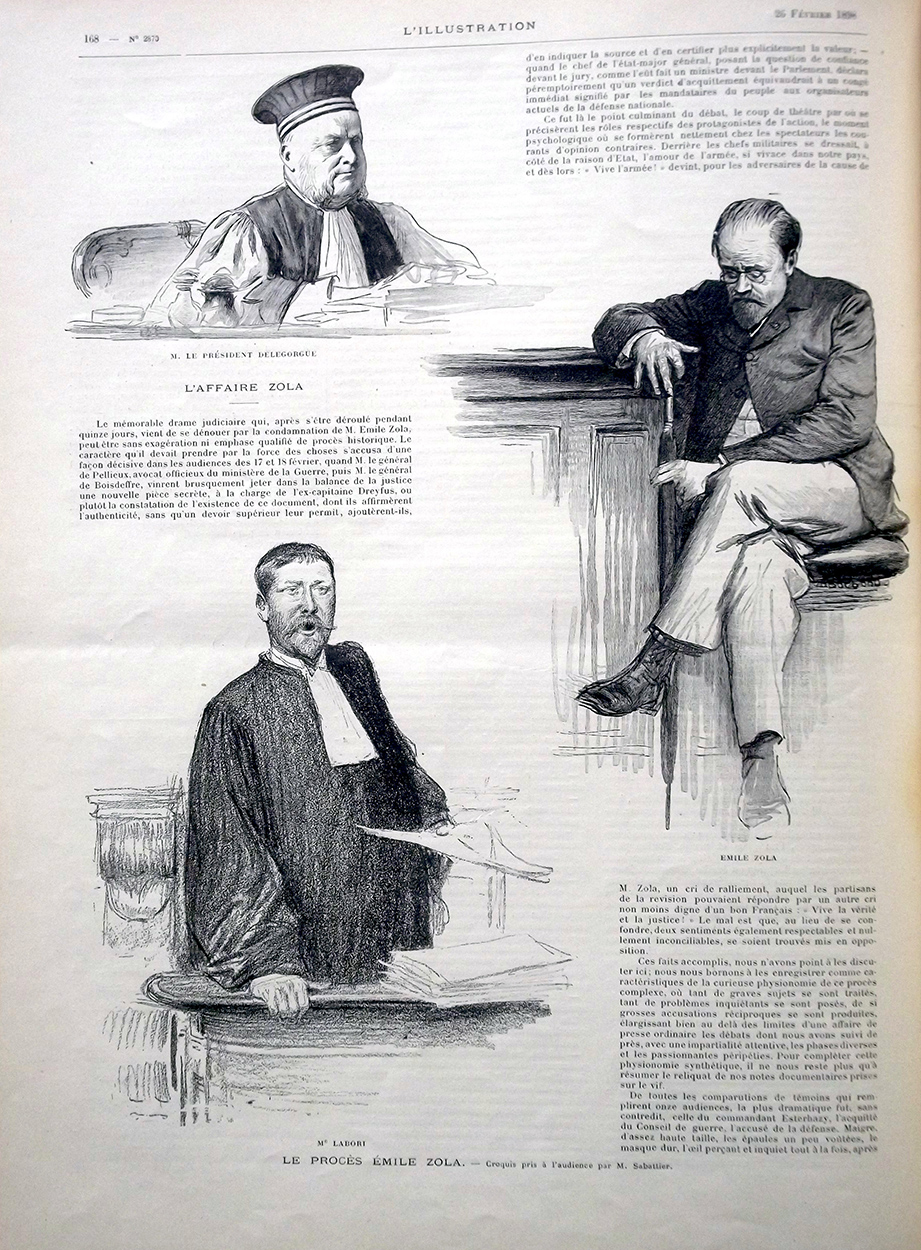 168 — N° 2870
L'ILLUSTRATION
26 FÉVRIER 1898
M. LE PRÉSIDENT DELEGORGUE
L'AFFAIRE ZOLA
Le mémorable drame judiciaire qui, après s'être déroulé pendant
quinze jours, vient de se dénouer par la condamnation de M. Emile Zola,
peut être sans exagération ni emphase qualifié de procès historique. Le
caractère qu'il devait prendre par la force des choses s'accusa d'une
façon décisive dans les audiences des 17 et 18 février, quand M. le général
de Pellieux, avocat officieux du ministère de la Guerre, puis M. le général
de Boisdeffre, vinrent brusquement jeter dans la balance de la justice
une nouvelle pièce secrète, à la charge de l'ex-capitaine Dreyfus, ou
plutôt la constatation de l'existence de ce document, dont ils affirmèrent
l'authenticité, sans qu'un devoir supérieur leur permit, ajoutèrent-ils,
d'en indiquer la source et d'en certifier plus explicitement la valeur; —
quand le chef de l'état-major général, posant la question de confiance
devant le jury, comme l'eût fait un ministre devant le Parlement, déclara
péremptoirement qu'un verdict d'acquittement équivaudrait à un congé
immédiat signifié par les mandataires du peuple aux organisateurs
actuels de la défense nationale.
Ce fut là le point culminant du débat, le coup de théâtre par où se
précisèrent les rôles respectifs des protagonistes de l'action, le moment
psychologique où se formèrent nettement chez les spectateurs les cou-
rants d'opinion contraires. Derrière les chefs militaires se dressait, à
côté de la raison d'Etat, l'amour de l'armée, si vivace dans notre pays,
et dès lors : « Vive l'armée! » devint, pour les adversaires de la cause de
EMILE ZOLA
M. Zola, un cri de ralliement, auquel les partisans
de la revision pouvaient répondre par un autre cri
non moins digne d'un bon Français : « Vive la vérité
et la justice! » Le mal est que, au lieu de se con-
fondre, deux sentiments également respectables et nul-
lement inconciliables, se soient trouvés mis en oppo-
sition.
Ces faits accomplis, nous n'avons point à les discu-
ter ici; nous nous bornons à les enregistrer comme ca-
ractéristiques de la curieuse physionomie de ce procès
complexe, où tant de graves sujets se sont traités,
tant de problèmes inquiétants se sont posés, de si
grosses accusations réciproques se sont produites,
élargissant bien au delà des limites d'une affaire de
presse ordinaire les débats dont nous avons suivi de
près, avec une impartialité attentive, les phases diverses
et les passionnantes péripéties. Pour compléter cette
physionomie synthétique, il ne nous reste plus qu'à
résumer le reliquat de nos notes documentaires prises
sur le vif.
De toutes les comparutions de témoins qui rem-
plirent onze audiences, la plus dramatique fut, sans
contredit, celle du commandant Esterhazy, l'acquitté
du Conseil de guerre, l'accusé de la défense. Maigre,
d'assez haute taille, les épaules un peu voûtées, le
masque dur, l'œil perçant et inquiet tout à la fois, après
Me LABORI
LE PROCÈS ÉMILE ZOLA. — Croquis pris à l'audience par M. Sabattier.